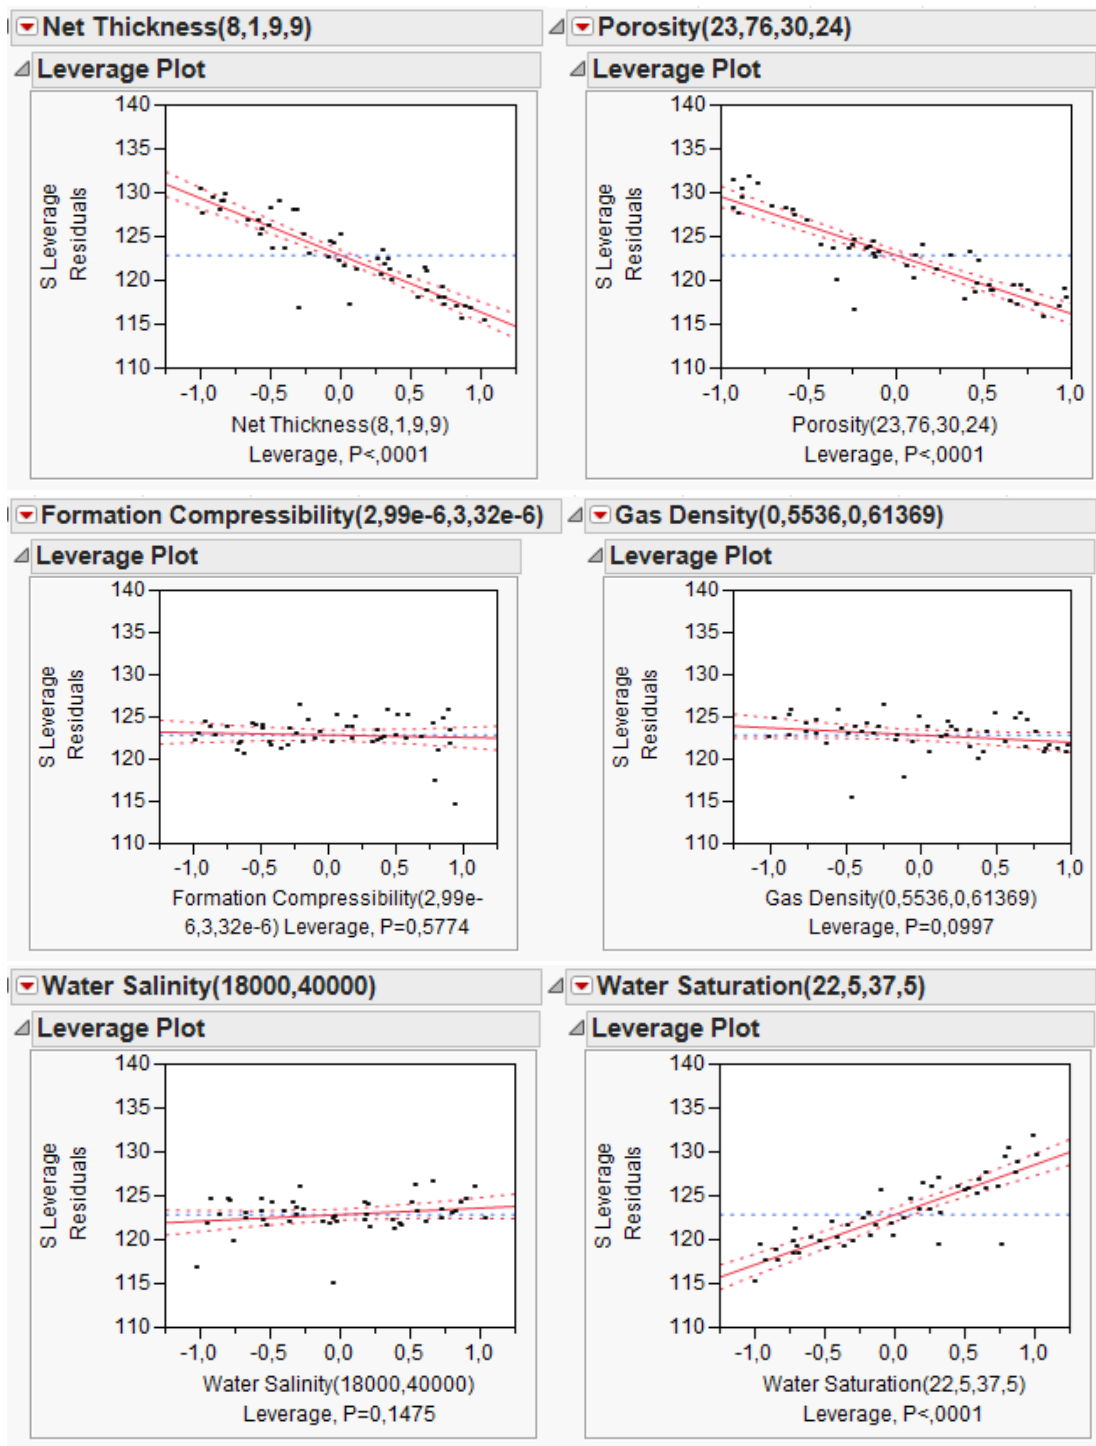 Net Thickness(8,1,9,9)
Leverage Plot
140
135
130
125
120
115
110
S Leverage
Residuals
-1,0 -0,5 0,0 0,5 1,0
Net Thickness(8,1,9,9)
Leverage, P<,0001
Porosity(23,76,30,24)
Leverage Plot
140
135
130
125
120
115
110
S Leverage
Residuals
-1,0 -0,5 0,0 0,5 1,0
Porosity(23,76,30,24)
Leverage, P<,0001
Formation Compressibility(2,99e-6,3,32e-6)
Leverage Plot
140
135
130
125
120
115
110
S Leverage
Residuals
-1,0 -0,5 0,0 0,5 1,0
Formation Compressibility(2,99e-
6,3,32e-6) Leverage, P=0,5774
Gas Density(0,5536,0,61369)
Leverage Plot
140
135
130
125
120
115
110
S Leverage
Residuals
-1,0 -0,5 0,0 0,5 1,0
Gas Density(0,5536,0,61369)
Leverage, P=0,0997
Water Salinity(18000,40000)
Leverage Plot
140
135
130
125
120
115
110
S Leverage
Residuals
-1,0 -0,5 0,0 0,5 1,0
Water Salinity(18000,40000)
Leverage, P=0,1475
Water Saturation(22,5,37,5)
Leverage Plot
140
135
130
125
120
115
110
S Leverage
Residuals
-1,0 -0,5 0,0 0,5 1,0
Water Saturation(22,5,37,5)
Leverage, P<,0001